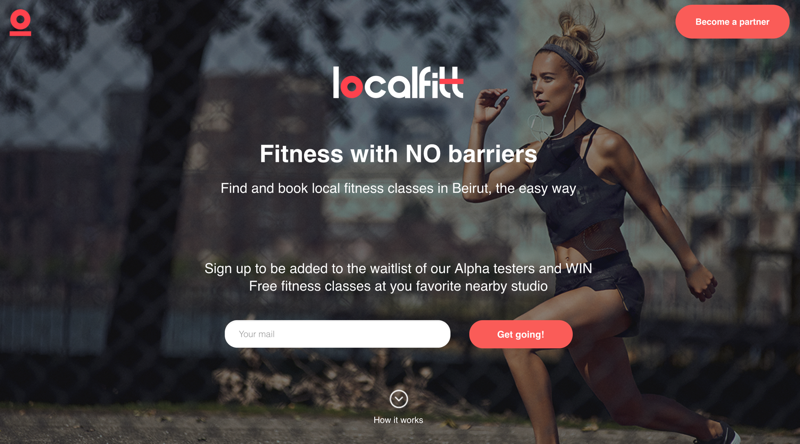 Become a partner
localfitt
Fitness with NO barriers
Find and book local fitness classes in Beirut, the easy way
Sign up to be added to the waitlist of our Alpha testers and WIN
Free fitness classes at you favorite nearby studio
Your mail
Get going!
How it works